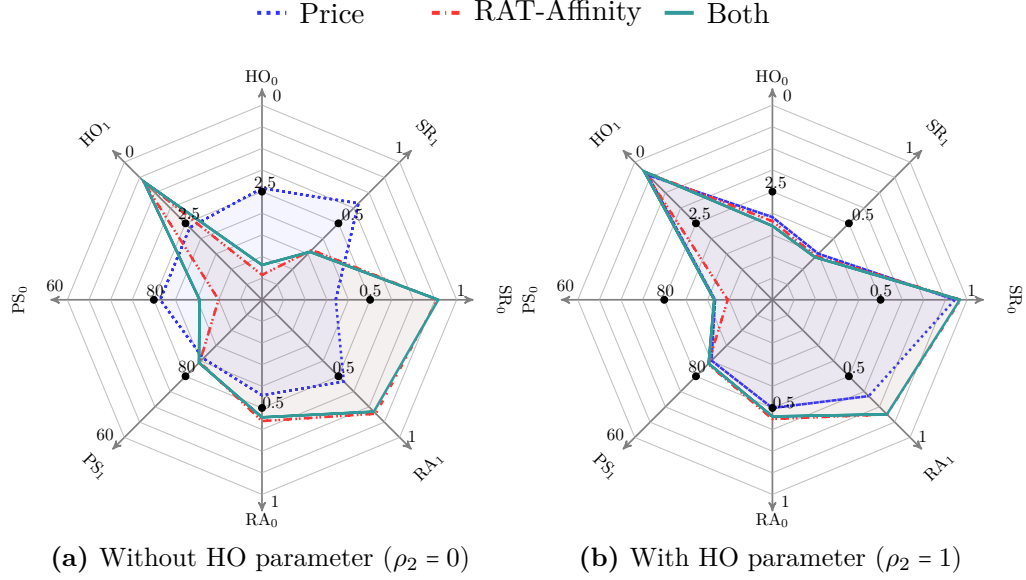 Price RAT-Affinity Both
HO₀
0
HO₁
0
SR₁
1
2.5
2.5
0.5
PS₀
60
80
0.5
1
SR₀
80
0.5
0.5
PS₁
60
1
RA₁
1
RA₀
(a) Without HO parameter (ρ₂ = 0)
HO₀
0
HO₁
0
SR₁
1
2.5
2.5
0.5
PS₀
60
80
0.5
1
SR₀
80
0.5
0.5
PS₁
60
1
RA₁
1
RA₀
(b) With HO parameter (ρ₂ = 1)